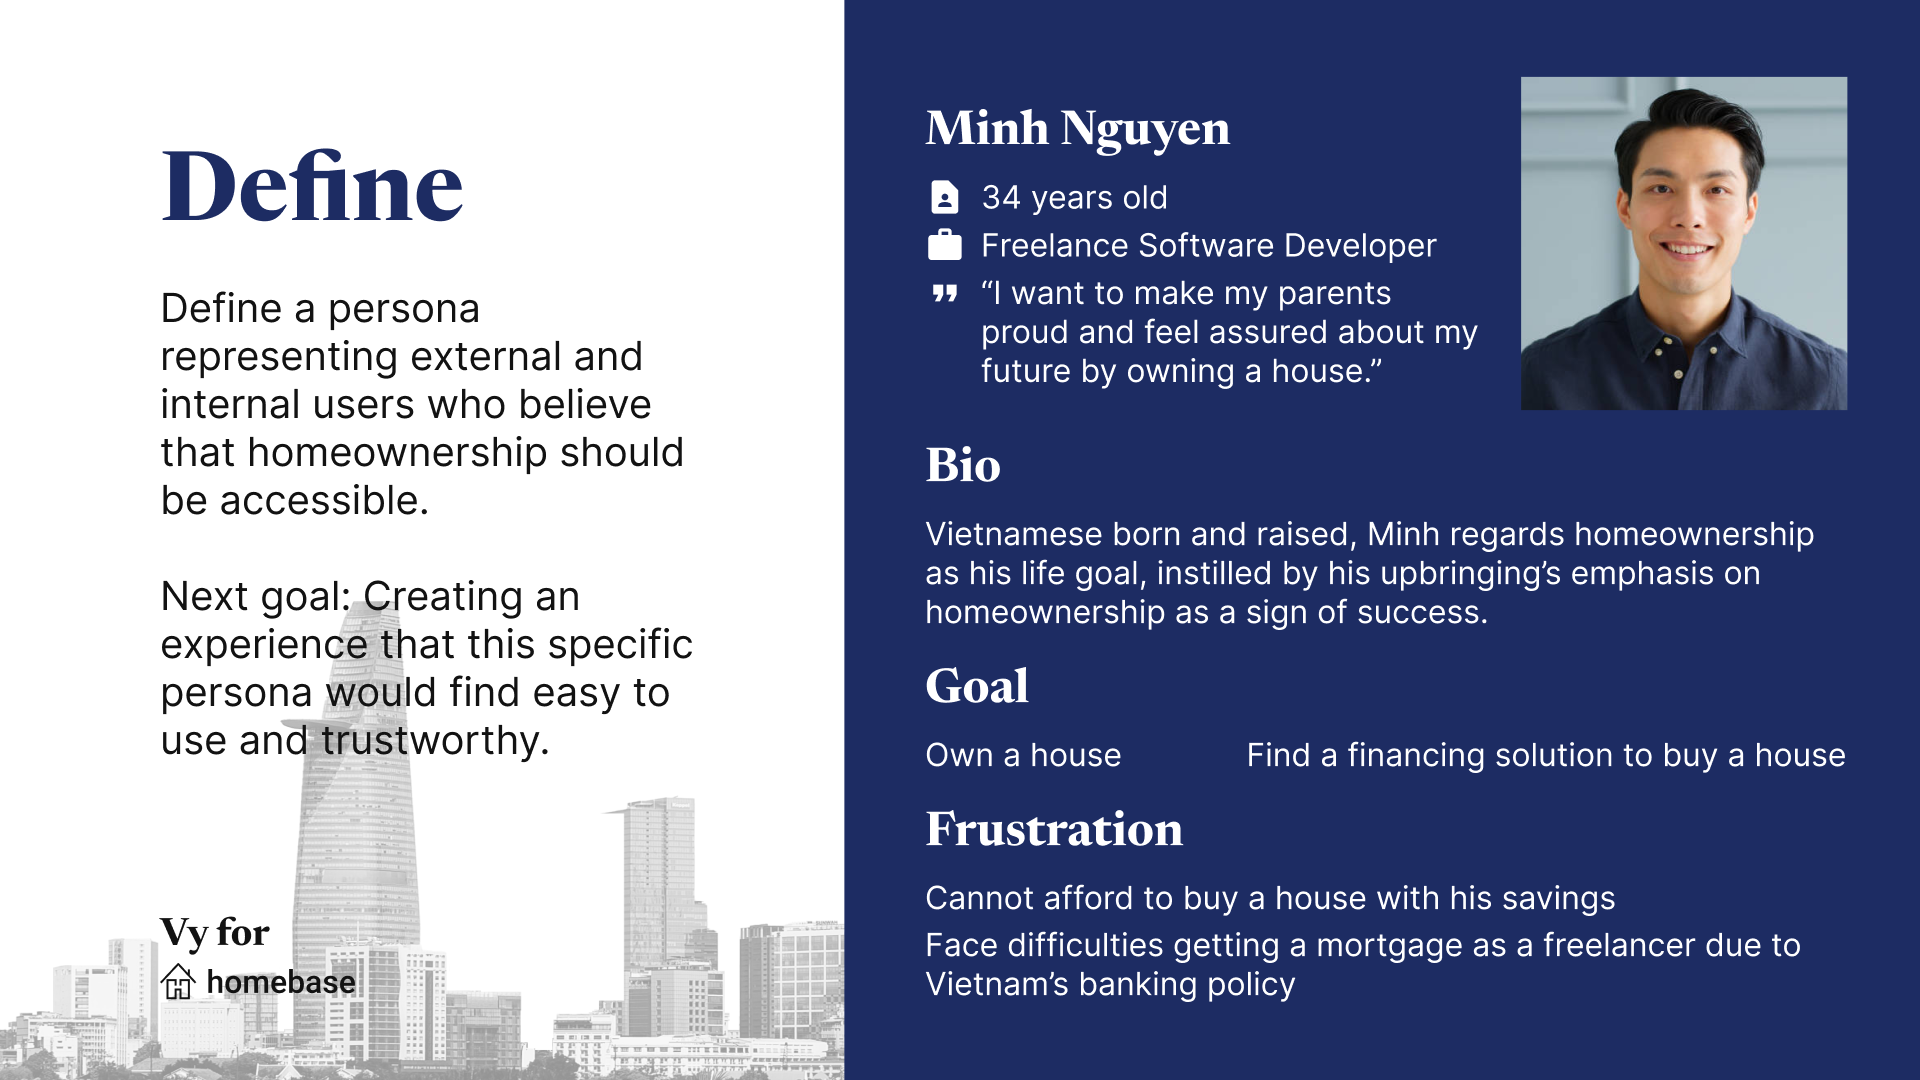 Define
Define a persona
representing external and
internal users who believe
that homeownership should
be accessible.
Next goal: Creating an
experience that this specific
persona would find easy to
use and trustworthy.
Vy for
homebase
Minh Nguyen
34 years old
Freelance Software Developer
“I want to make my parents
proud and feel assured about my
future by owning a house.”
Bio
Vietnamese born and raised, Minh regards homeownership
as his life goal, instilled by his upbringing’s emphasis on
homeownership as a sign of success.
Goal
Own a house
Find a financing solution to buy a house
Frustration
Cannot afford to buy a house with his savings
Face difficulties getting a mortgage as a freelancer due to
Vietnam’s banking policy